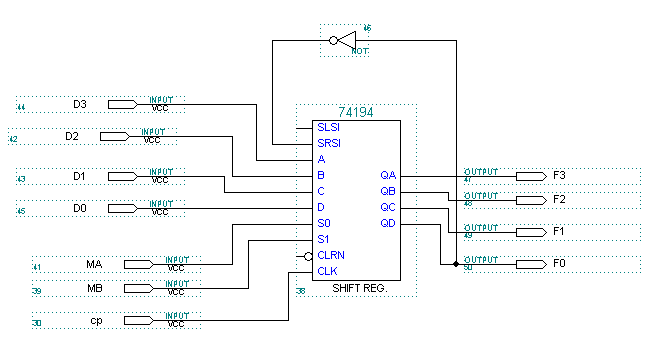 46
NOT
74194
D3
INPUT
VCC
44
D2
INPUT
VCC
42
D1
INPUT
VCC
43
D0
INPUT
VCC
45
MA
INPUT
VCC
41
MB
INPUT
VCC
39
cp
INPUT
VCC
30
SLSI
SRSI
A
B
C
D
S0
S1
CLRN
CLK
QA
QB
QC
QD
38
SHIFT REG.
OUTPUT
47
F3
OUTPUT
48
F2
OUTPUT
49
F1
OUTPUT
50
F0